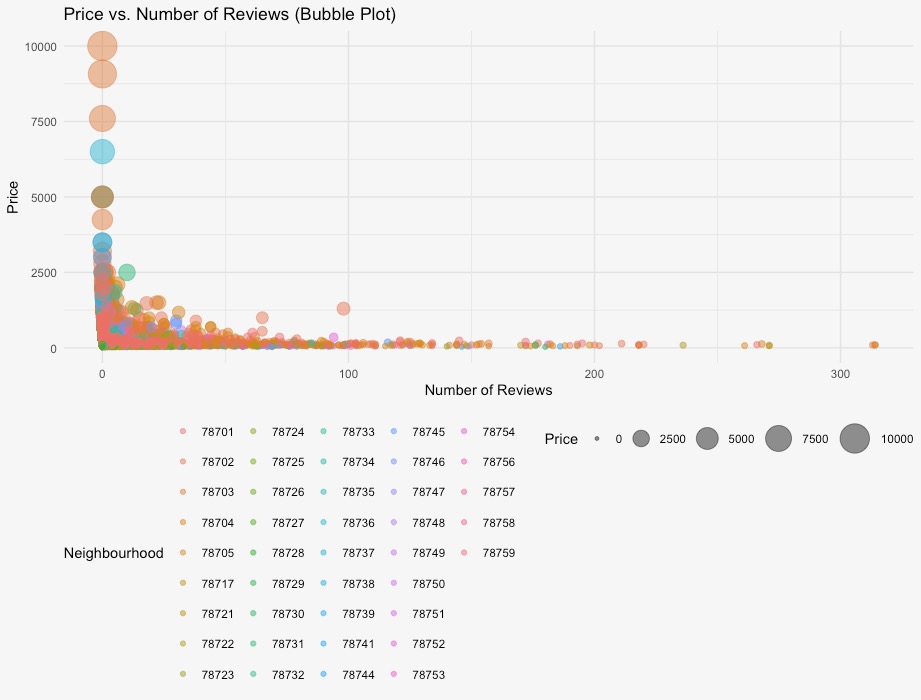 Price vs. Number of Reviews (Bubble Plot)
10000
7500
5000
2500
0
Price
0 100 200 300
Number of Reviews
Neighbourhood
78701 78724 78733 78745 78754
78702 78725 78734 78746 78756
78703 78726 78735 78747 78757
78704 78727 78736 78748 78758
78705 78728 78737 78749 78759
78717 78729 78738 78750
78721 78730 78739 78751
78722 78731 78741 78752
78723 78732 78744 78753
Price 0 2500 5000 7500 10000